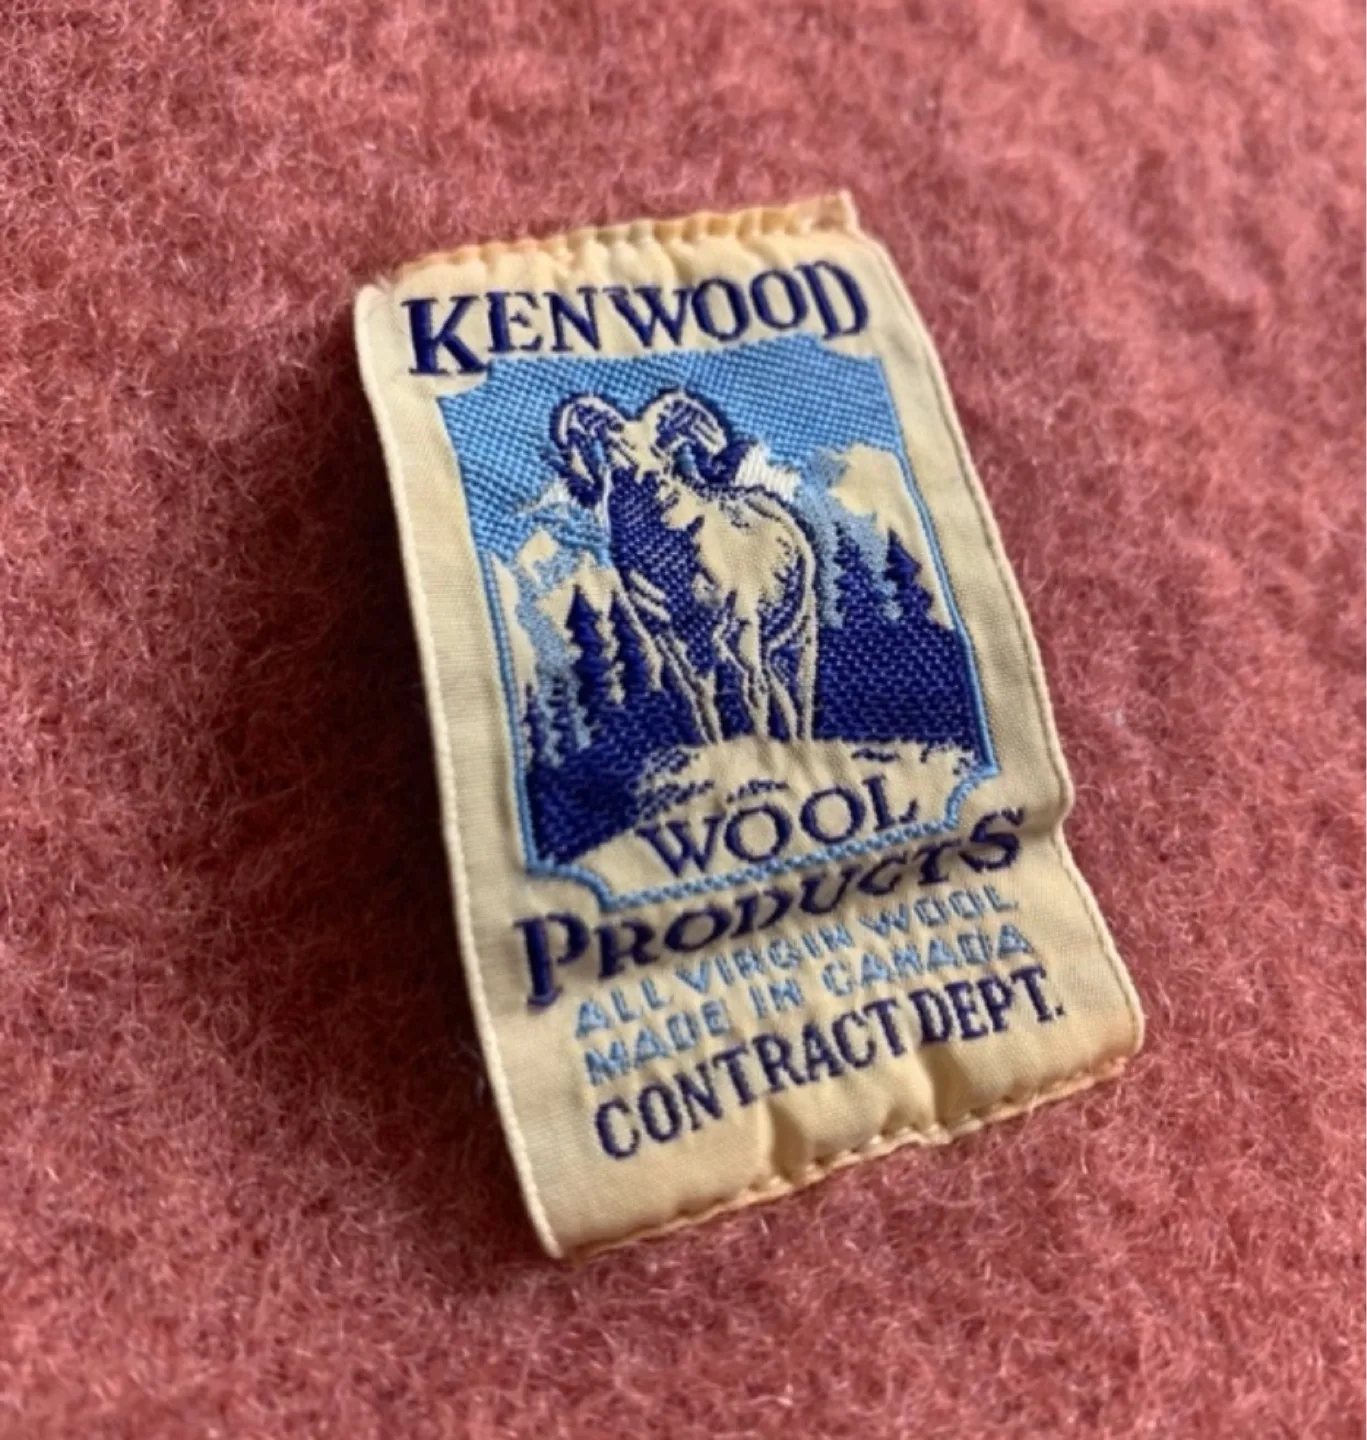 KENWOOD
WOOL
PRODUCTS
ALL VIRGIN WOOL
MADE IN CANADA
CONTRACT DEPT.